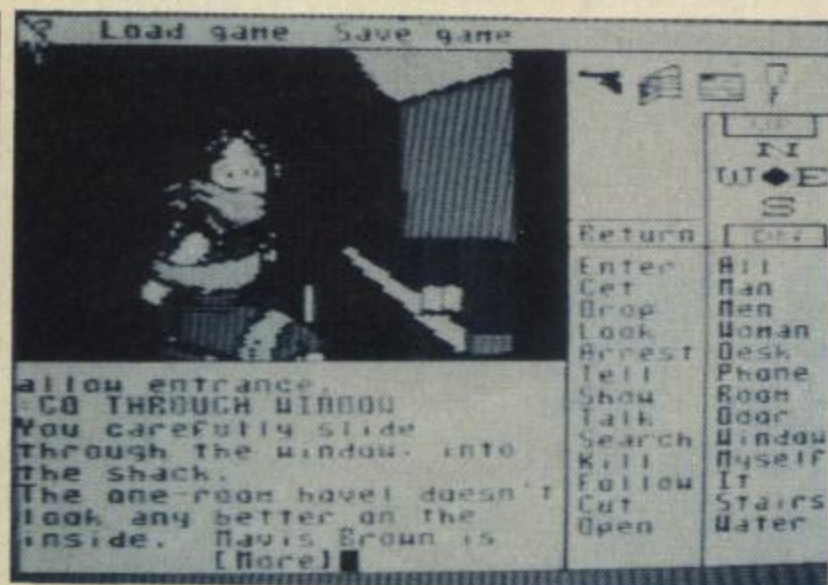 Load game Save game
N
W E
S
Return
Enter All
Get Man
Drop Men
Look Woman
Arrest Desk
Tell Phone
Show Room
Talk Door
Search Window
Kill Myself
Follow It
Cut Stairs
Open Water
allow entrance.
>GO THROUGH WINDOW
You carefully slide
through the window, into
the shack.
The one-room hovel doesn't
look any better on the
inside. Mavis Brown is
[More]